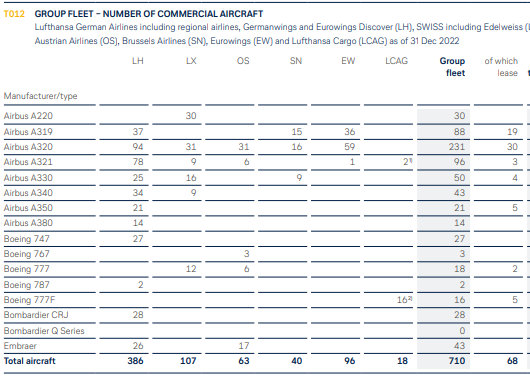 T012 GROUP FLEET – NUMBER OF COMMERCIAL AIRCRAFT
Lufthansa German Airlines including regional airlines, Germanwings and Eurowings Discover (LH), SWISS including Edelweiss
Austrian Airlines (OS), Brussels Airlines (SN), Eurowings (EW) and Lufthansa Cargo (LCAG) as of 31 Dec 2022
LH LX OS SN EW LCAG Group fleet of which lease
Manufacturer/type
Airbus A220 30 30
Airbus A319 37 15 36 88 19
Airbus A320 94 31 31 16 59 231 30
Airbus A321 78 9 6 1 2¹⁾ 96 3
Airbus A330 25 16 9 50 4
Airbus A340 34 9 43
Airbus A350 21 21 5
Airbus A380 14 14
Boeing 747 27 27
Boeing 767 3 3
Boeing 777 12 6 18 2
Boeing 787 2 2
Boeing 777F 16²⁾ 16 5
Bombardier CRJ 28 28
Bombardier Q Series 0
Embraer 26 17 43
Total aircraft 386 107 63 40 96 18 710 68